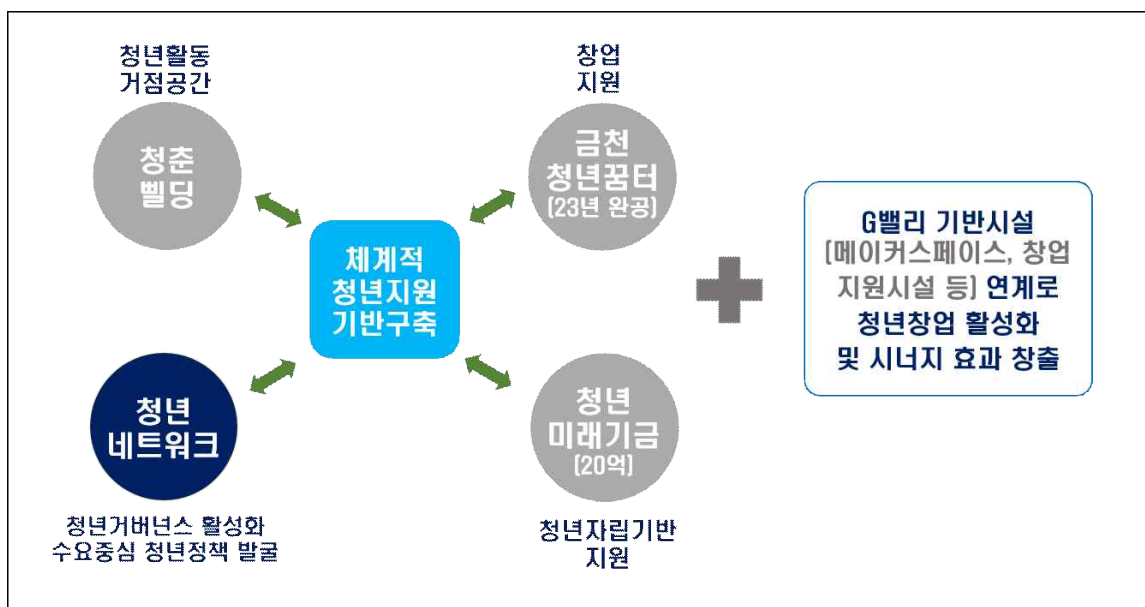 청년활동
거점공간
청춘
삘딩
창업
지원
금천
청년꿈터
(23년 완공)
체계적
청년지원
기반구축
청년
네트워크
청년거버넌스 활성화
수요중심 청년정책 발굴
청년
미래기금
(20억)
청년자립기반
지원
G밸리 기반시설
(메이커스페이스, 창업
지원시설 등) 연계로
청년창업 활성화
및 시너지 효과 창출